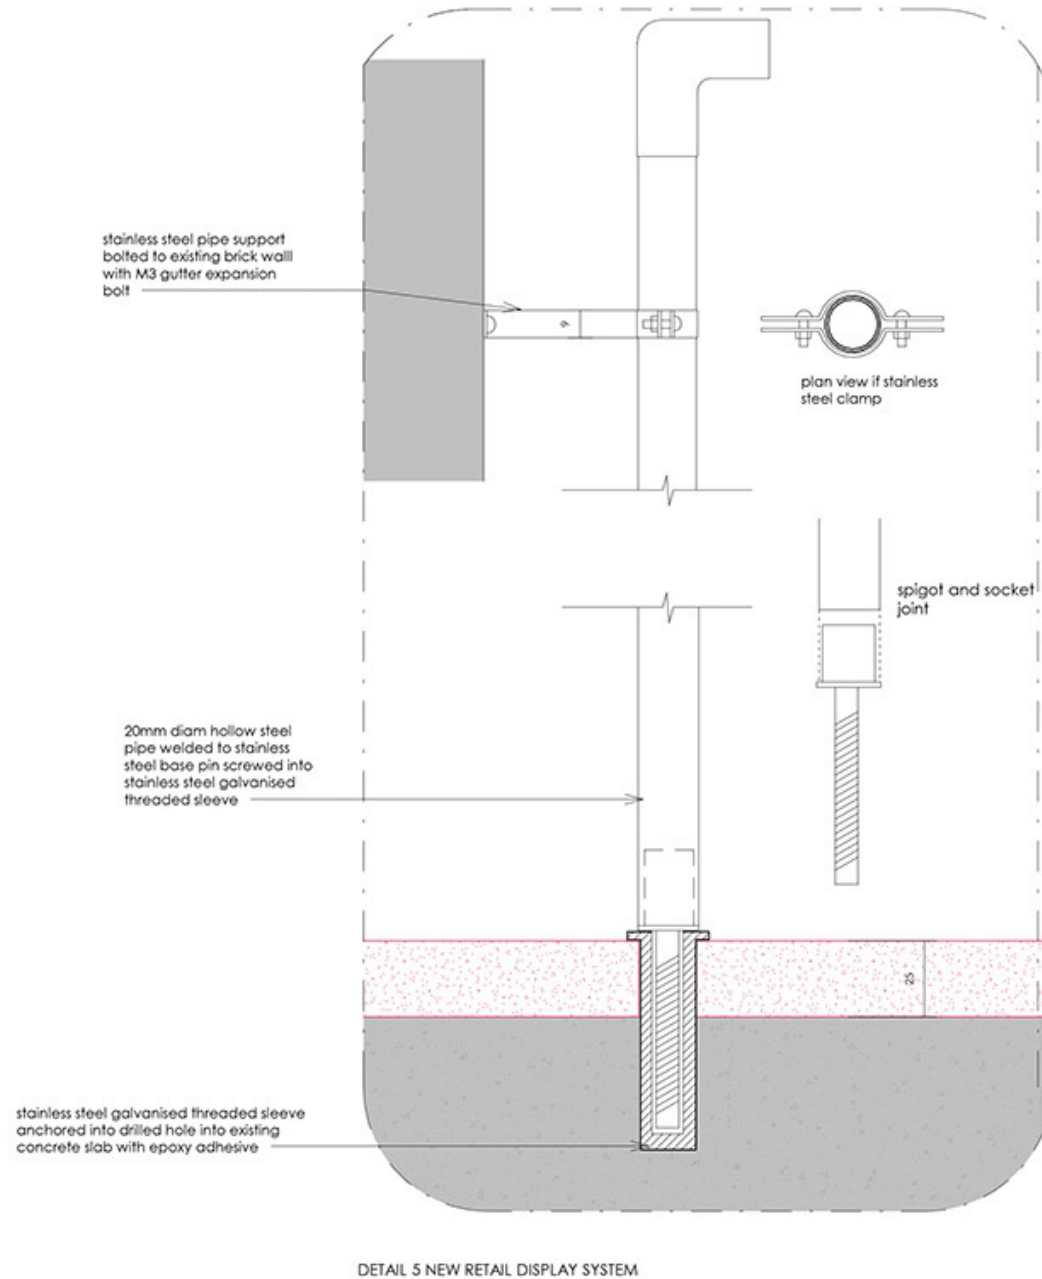 stainless steel pipe support
bolted to existing brick walll
with M3 gutter expansion
bolt
9
plan view if stainless
steel clamp
spigot and socket
joint
20mm diam hollow steel
pipe welded to stainless
steel base pin screwed into
stainless steel galvanised
threaded sleeve
25
stainless steel galvanised threaded sleeve
anchored into drilled hole into existing
concrete slab with epoxy adhesive
DETAIL 5 NEW RETAIL DISPLAY SYSTEM